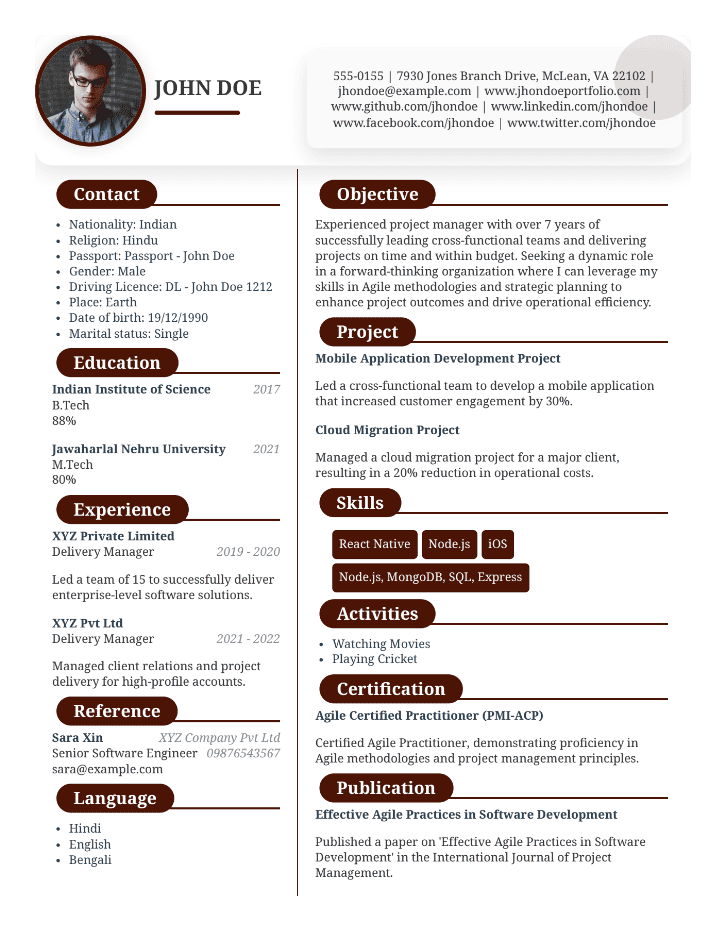 JOHN DOE
555-0155 | 7930 Jones Branch Drive, McLean, VA 22102 |
jhondoe@example.com | www.jhondoeportfolio.com |
www.github.com/jhondoe | www.linkedin.com/jhondoe |
www.facebook.com/jhondoe | www.twitter.com/jhondoe
Contact
• Nationality: Indian
• Religion: Hindu
• Passport: Passport - John Doe
• Gender: Male
• Driving Licence: DL - John Doe 1212
• Place: Earth
• Date of birth: 19/12/1990
• Marital status: Single
Education
Indian Institute of Science 2017
B.Tech
88%
Jawaharlal Nehru University 2021
M.Tech
80%
Experience
XYZ Private Limited
Delivery Manager 2019 - 2020
Led a team of 15 to successfully deliver
enterprise-level software solutions.
XYZ Pvt Ltd
Delivery Manager 2021 - 2022
Managed client relations and project
delivery for high-profile accounts.
Reference
Sara Xin XYZ Company Pvt Ltd
Senior Software Engineer 09876543567
sara@example.com
Language
• Hindi
• English
• Bengali
Objective
Experienced project manager with over 7 years of
successfully leading cross-functional teams and delivering
projects on time and within budget. Seeking a dynamic role
in a forward-thinking organization where I can leverage my
skills in Agile methodologies and strategic planning to
enhance project outcomes and drive operational efficiency.
Project
Mobile Application Development Project
Led a cross-functional team to develop a mobile application
that increased customer engagement by 30%.
Cloud Migration Project
Managed a cloud migration project for a major client,
resulting in a 20% reduction in operational costs.
Skills
React Native Node.js iOS
Node.js, MongoDB, SQL, Express
Activities
• Watching Movies
• Playing Cricket
Certification
Agile Certified Practitioner (PMI-ACP)
Certified Agile Practitioner, demonstrating proficiency in
Agile methodologies and project management principles.
Publication
Effective Agile Practices in Software Development
Published a paper on 'Effective Agile Practices in Software
Development' in the International Journal of Project
Management.